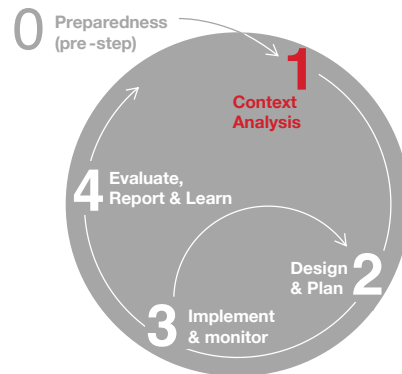 0 Preparedness
(pre-step)
1
Context
Analysis
Design 2
& Plan
3 Implement
& monitor
4 Evaluate,
Report & Learn